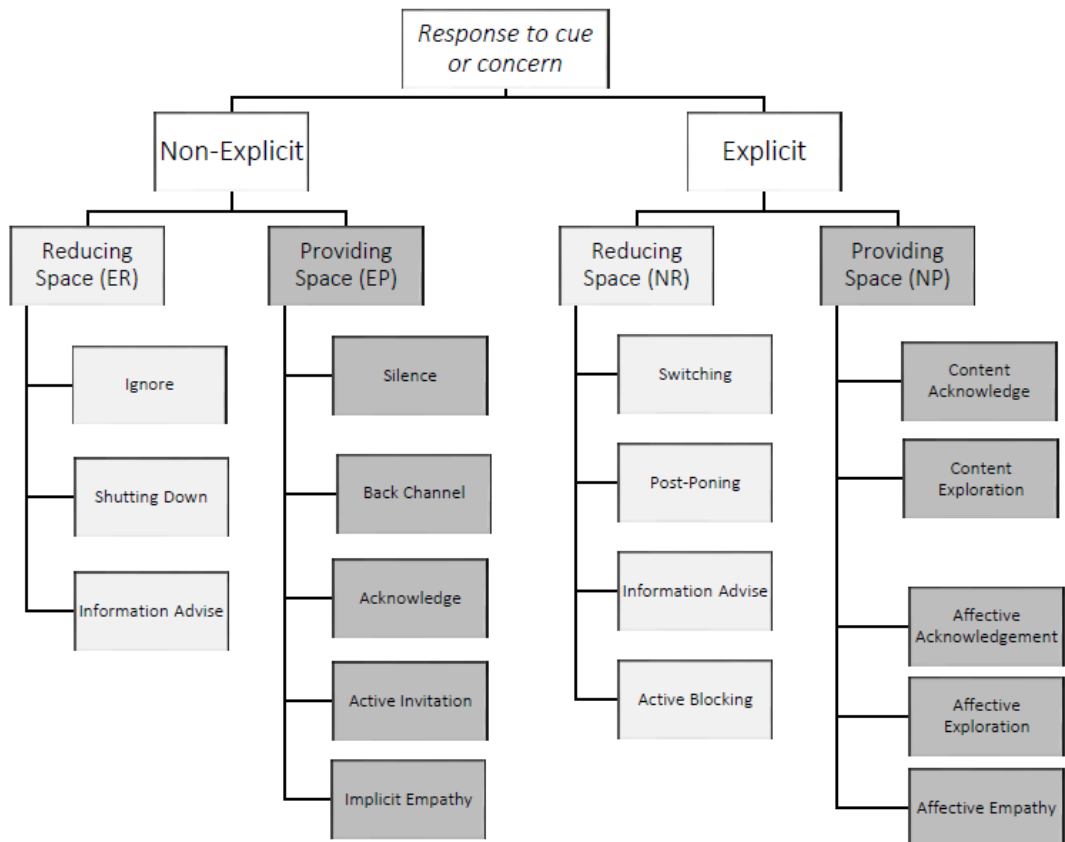 Response to cue
or concern
Non-Explicit
Explicit
Reducing
Space (ER)
Providing
Space (EP)
Reducing
Space (NR)
Providing
Space (NP)
Ignore
Shutting Down
Information Advise
Silence
Back Channel
Acknowledge
Active Invitation
Implicit Empathy
Switching
Post-Poning
Information Advise
Active Blocking
Content
Acknowledge
Content
Exploration
Affective
Acknowledgement
Affective
Exploration
Affective Empathy